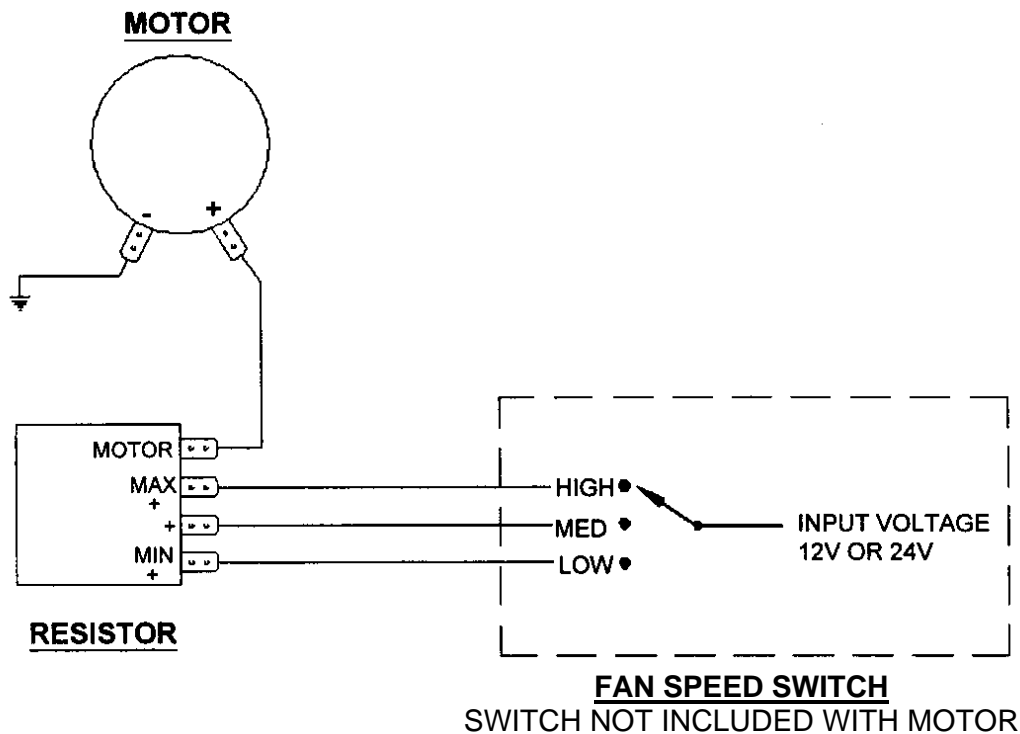 MOTOR
- +
MOTOR
MAX
+
+
MIN
+
RESISTOR
HIGH
MED
LOW
INPUT VOLTAGE
12V OR 24V
FAN SPEED SWITCH
SWITCH NOT INCLUDED WITH MOTOR